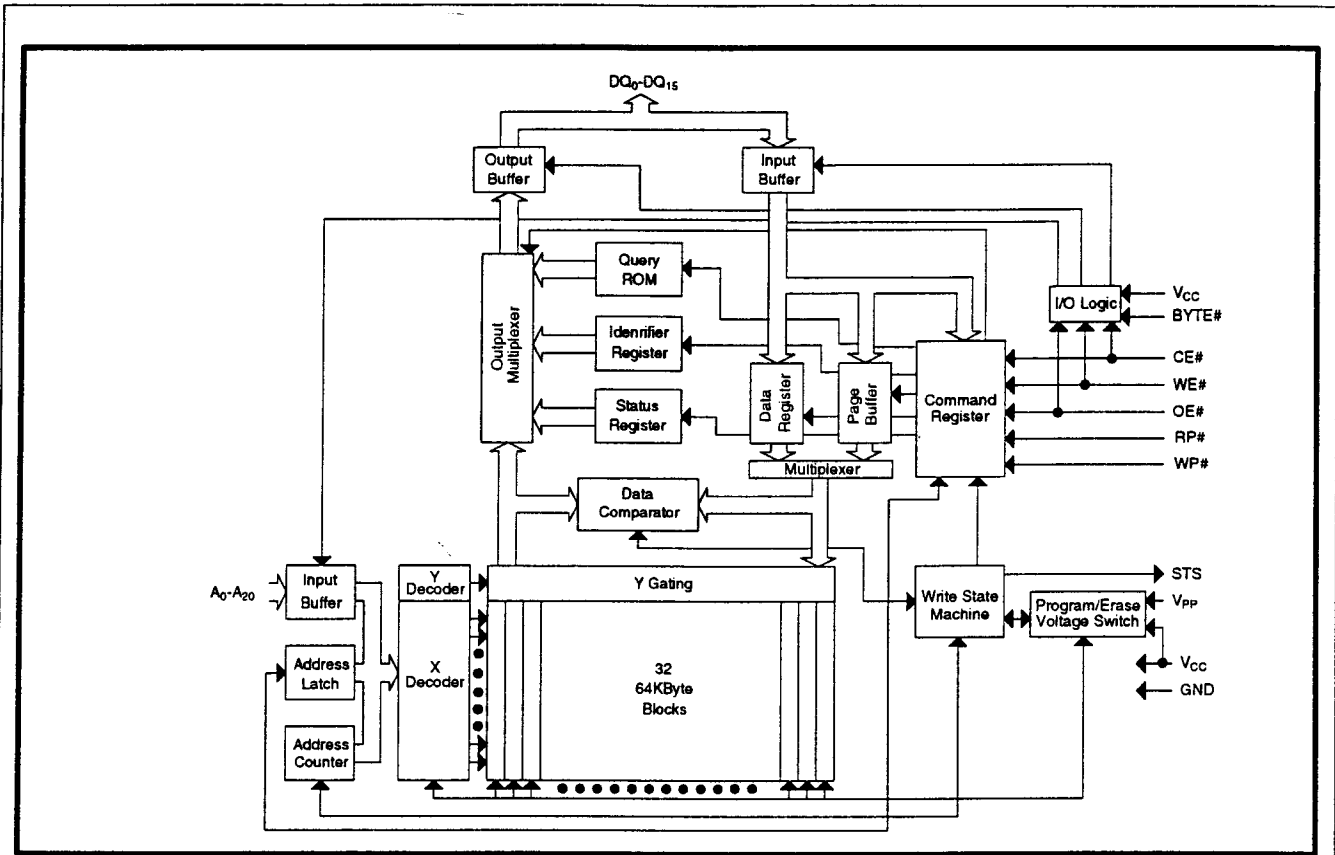 DQ0-DQ15
Output
Buffer
Input
Buffer
Output
Multiplexer
Query
ROM
Idenrifier
Register
Status
Register
Data
Register
Page
Buffer
Command
Register
I/O Logic
VCC
BYTE#
CE#
WE#
OE#
RP#
WP#
Multiplexer
Data
Comparator
A0-A20
Input
Buffer
Y
Decoder
Y Gating
Write State
Machine
STS
Program/Erase
Voltage Switch
VPP
VCC
GND
Address
Latch
X
Decoder
32
64KByte
Blocks
Address
Counter